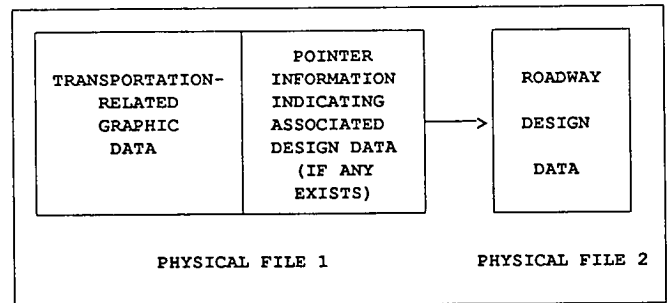 TRANSPORTATION-
RELATED
GRAPHIC
DATA
POINTER
INFORMATION
INDICATING
ASSOCIATED
DESIGN DATA
(IF ANY
EXISTS)
ROADWAY
DESIGN
DATA
PHYSICAL FILE 1
PHYSICAL FILE 2